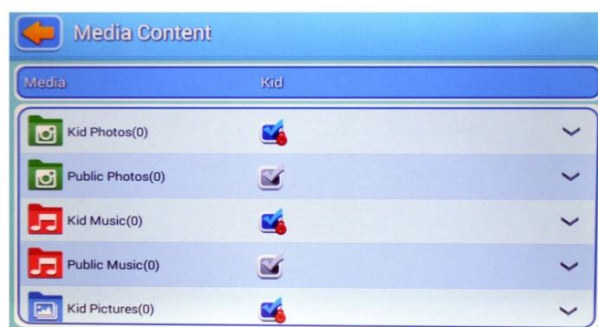 Media Content
Media Kid
Kid Photos(0)
Public Photos(0)
Kid Music(0)
Public Music(0)
Kid Pictures(0)